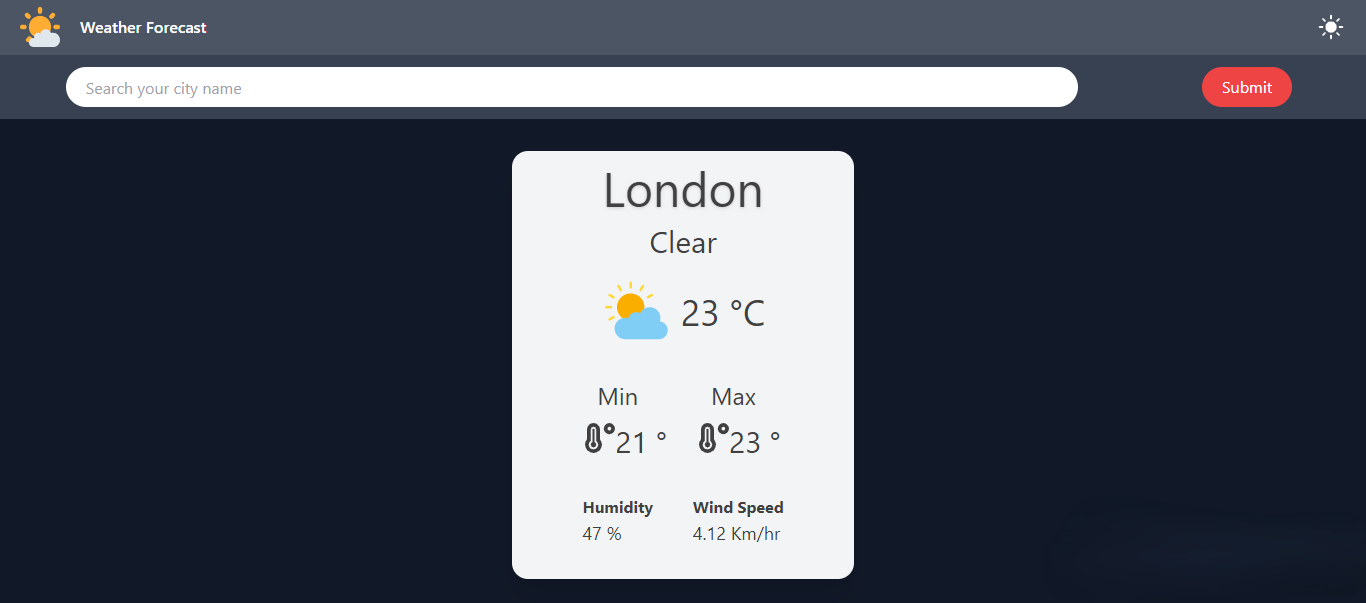 Weather Forecast
Search your city name
Submit
London
Clear
23 °C
Min Max
21 ° 23 °
Humidity Wind Speed
47 % 4.12 Km/hr